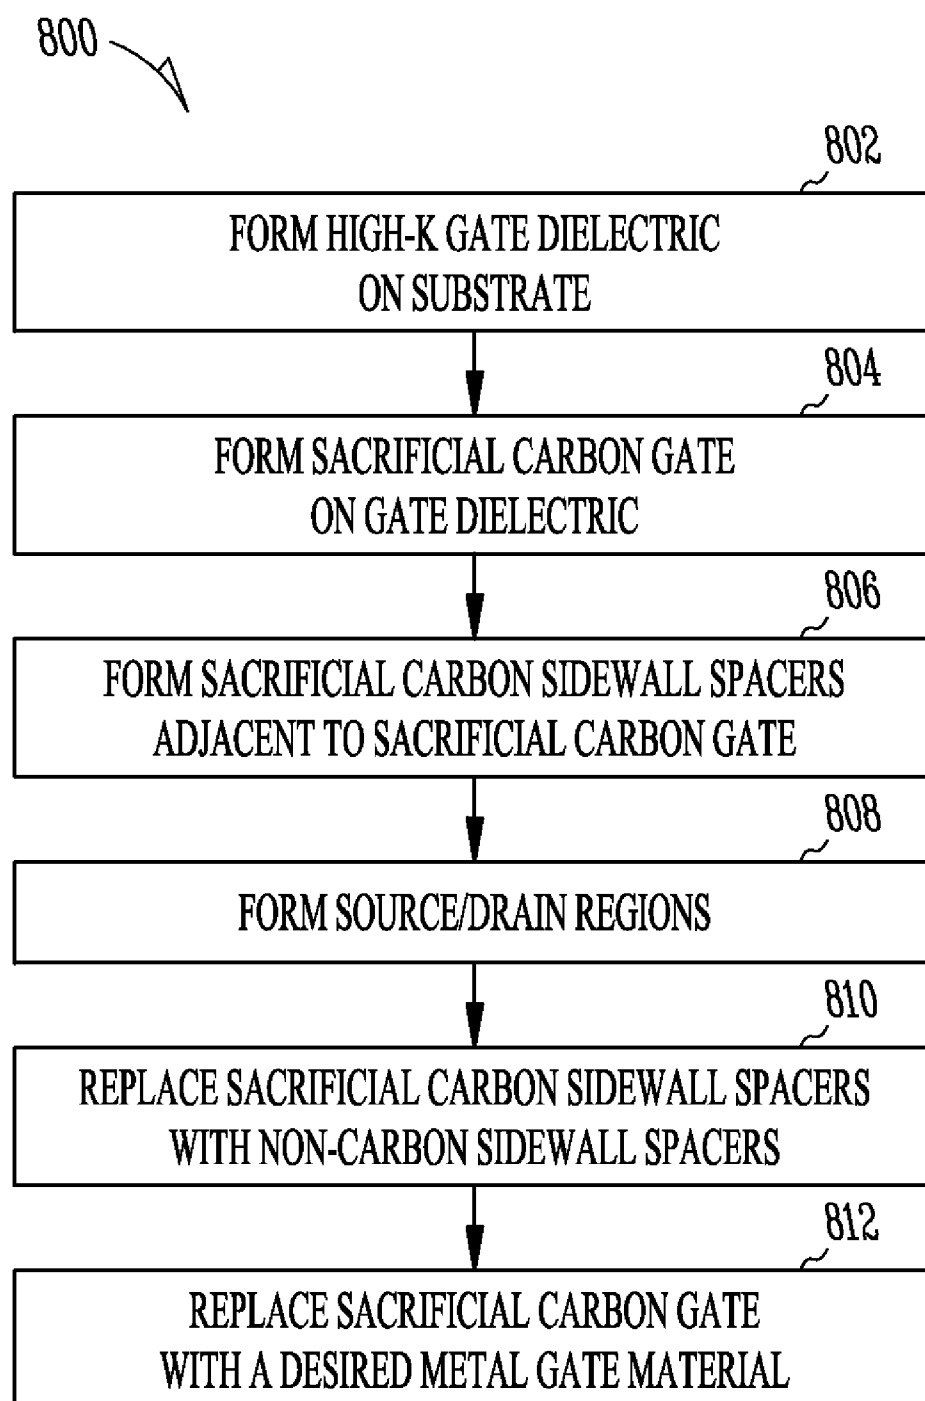 800
802
FORM HIGH-K GATE DIELECTRIC
ON SUBSTRATE
804
FORM SACRIFICIAL CARBON GATE
ON GATE DIELECTRIC
806
FORM SACRIFICIAL CARBON SIDEWALL SPACERS
ADJACENT TO SACRIFICIAL CARBON GATE
808
FORM SOURCE/DRAIN REGIONS
810
REPLACE SACRIFICIAL CARBON SIDEWALL SPACERS
WITH NON-CARBON SIDEWALL SPACERS
812
REPLACE SACRIFICIAL CARBON GATE
WITH A DESIRED METAL GATE MATERIAL